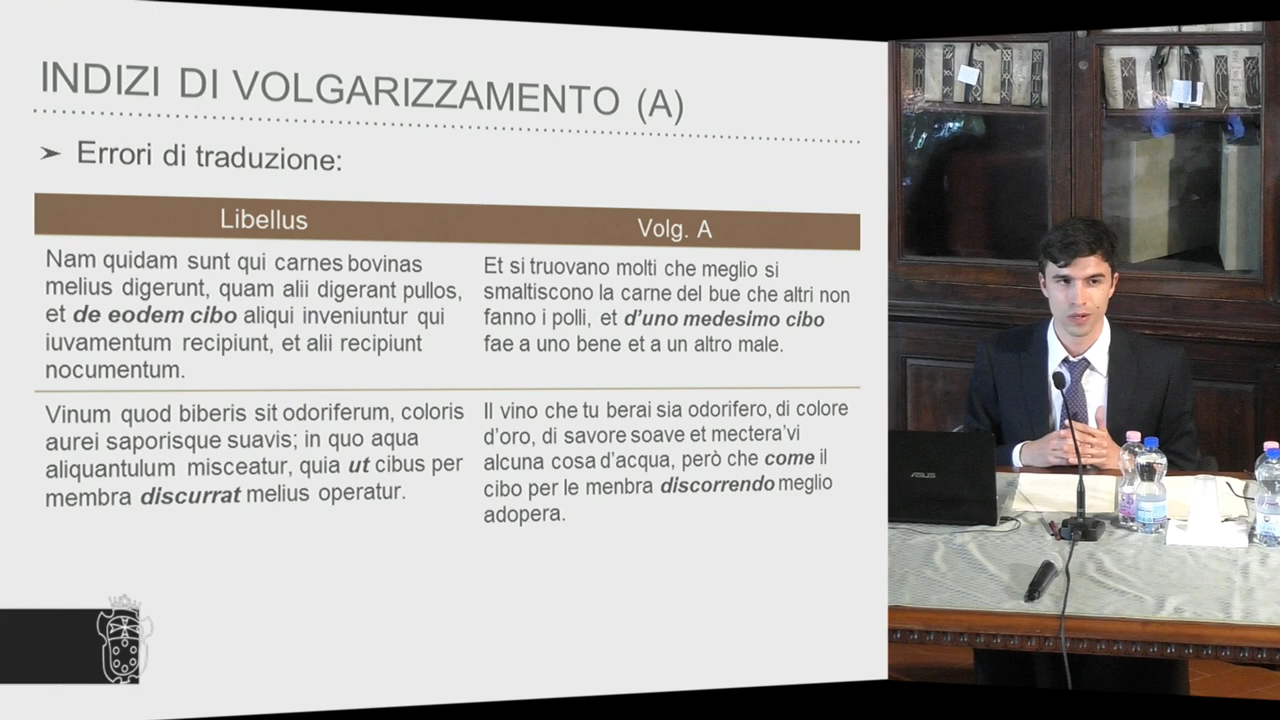 INDIZI DI VOLGARIZZAMENTO (A)
➢ Errori di traduzione:
Libellus
Volg. A
Nam quidam sunt qui carnes bovinas
melius digerunt, quam alii digerant pullos,
et de eodem cibo aliqui inveniuntur qui
iuvamentum recipiunt, et alii recipiunt
nocumentum.
Et si truovano molti che meglio si
smaltiscono la carne del bue che altri non
fanno i polli, et d’uno medesimo cibo
fae a uno bene et a un altro male.
Vinum quod biberis sit odoriferum, coloris
aurei saporisque suavis; in quo aqua
aliquantulum misceatur, quia ut cibus per
membra discurrat melius operatur.
Il vino che tu berai sia odorifero, di colore
d’oro, di savore soave et mectera’vi
alcuna cosa d’acqua, però che come il
cibo per le menbra discorrendo meglio
adopera.
ASUS